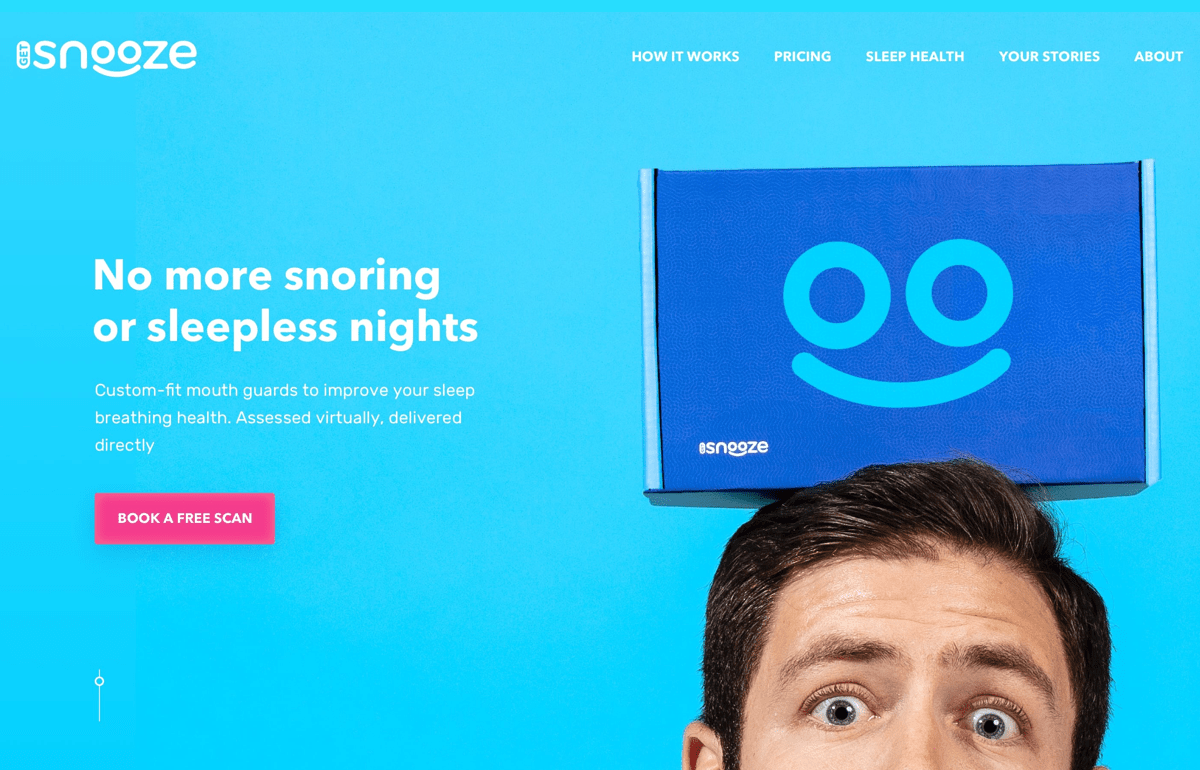 GET snooze
HOW IT WORKS PRICING SLEEP HEALTH YOUR STORIES ABOUT
No more snoring
or sleepless nights
Custom-fit mouth guards to improve your sleep
breathing health. Assessed virtually, delivered
directly
BOOK A FREE SCAN
GET snooze